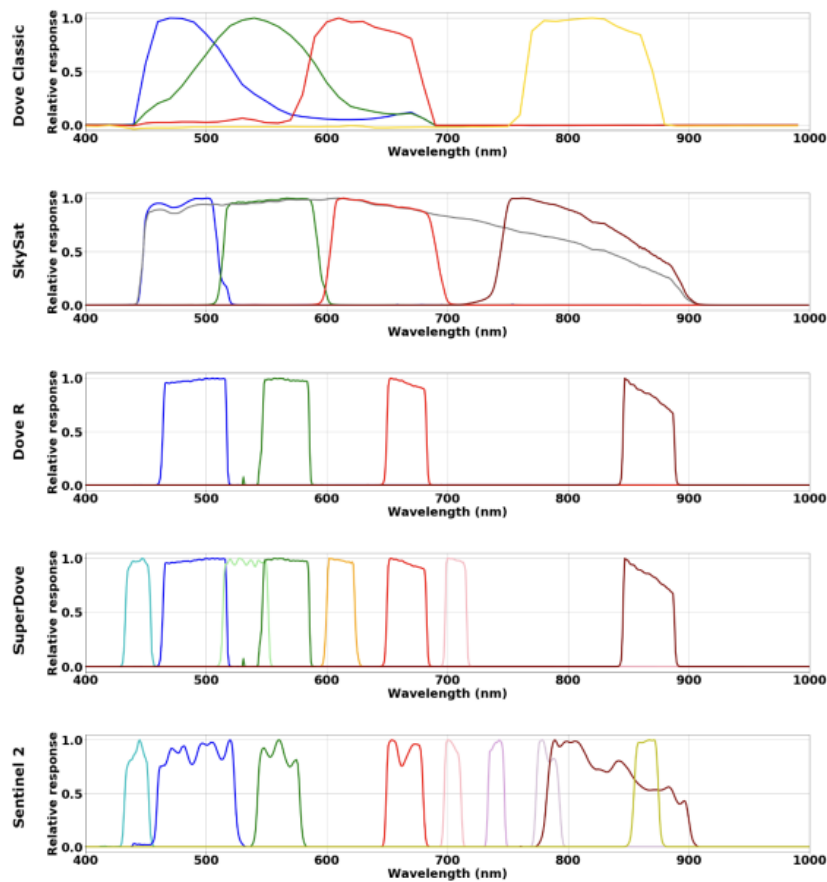 Dove Classic
Relative response
1.0
0.5
0.0
400 500 600 700 800 900 1000
Wavelength (nm)
SkySat
Relative response
1.0
0.5
0.0
400 500 600 700 800 900 1000
Wavelength (nm)
Dove R
Relative response
1.0
0.5
0.0
400 500 600 700 800 900 1000
Wavelength (nm)
SuperDove
Relative response
1.0
0.5
0.0
400 500 600 700 800 900 1000
Wavelength (nm)
Sentinel 2
Relative response
1.0
0.5
0.0
400 500 600 700 800 900 1000
Wavelength (nm)